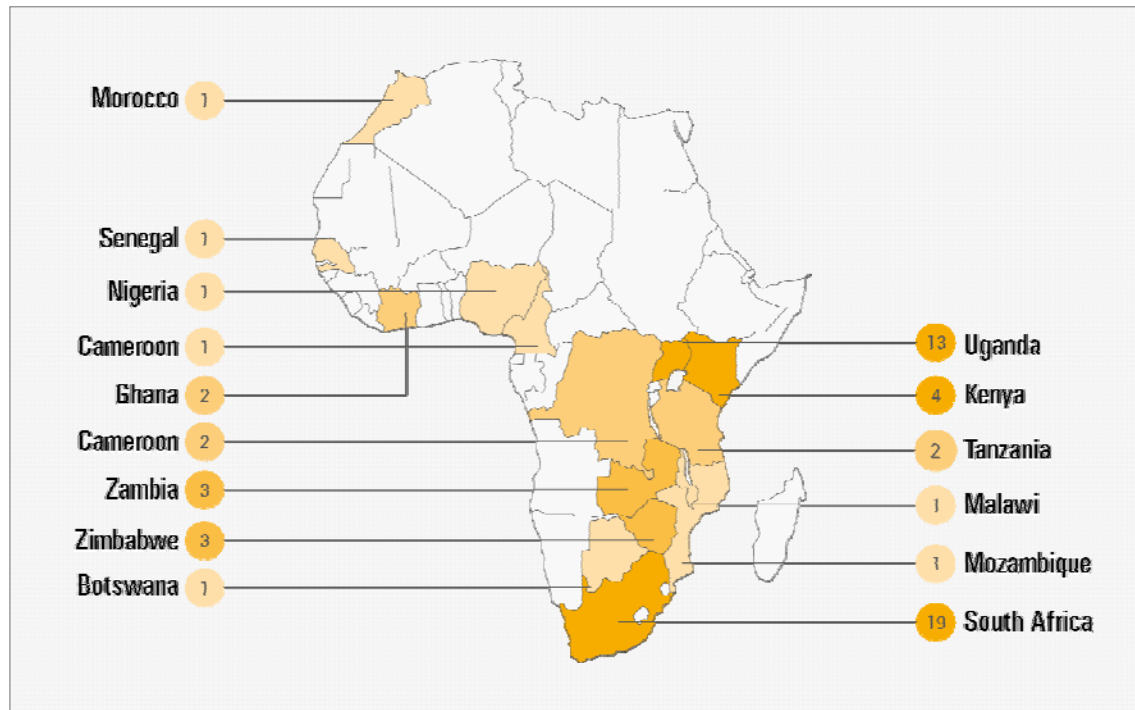 Morocco 1
Senegal 1
Nigeria 1
Cameroon 1
Ghana 2
Cameroon 2
Zambia 3
Zimbabwe 3
Botswana 1
13 Uganda
4 Kenya
2 Tanzania
1 Malawi
1 Mozambique
19 South Africa